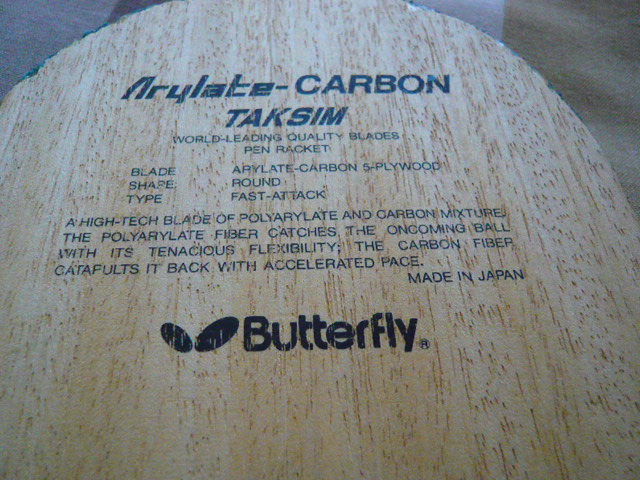 Arylate-CARBON
TAKSIM
WORLD-LEADING QUALITY BLADES
PEN RACKET
BLADE ARYLATE-CARBON 5-PLYWOOD
SHAPE: ROUND
TYPE FAST-ATTACK
A HIGH-TECH BLADE OF POLYARYLATE AND CARBON MIXTURE.
THE POLYARYLATE FIBER CATCHES THE ONCOMING BALL
WITH ITS TENACIOUS FLEXIBILITY; THE CARBON FIBER
CATAFULTS IT BACK WITH ACCELERATED PACE.
MADE IN JAPAN
Butterfly®